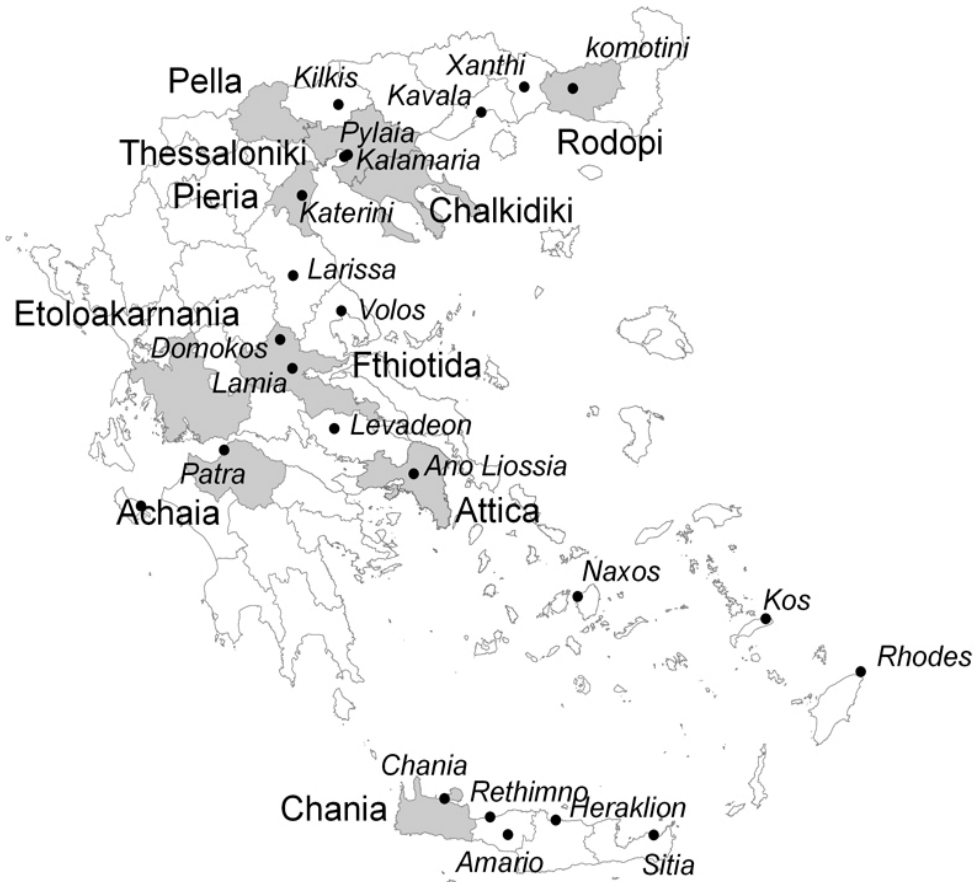 komotini
Xanthi
Pella
Kilkis
Kavala
Pylaia
Rodopi
Thessaloniki
Kalamaria
Pieria
Katerini
Chalkidiki
Larissa
Etoloakarnania
Volos
Domokos
Fthiotida
Lamia
Levadeon
Patra
Ano Liossia
Achaia
Attica
Naxos
Kos
Rhodes
Chania
Chania
Rethimno
Heraklion
Amario
Sitia